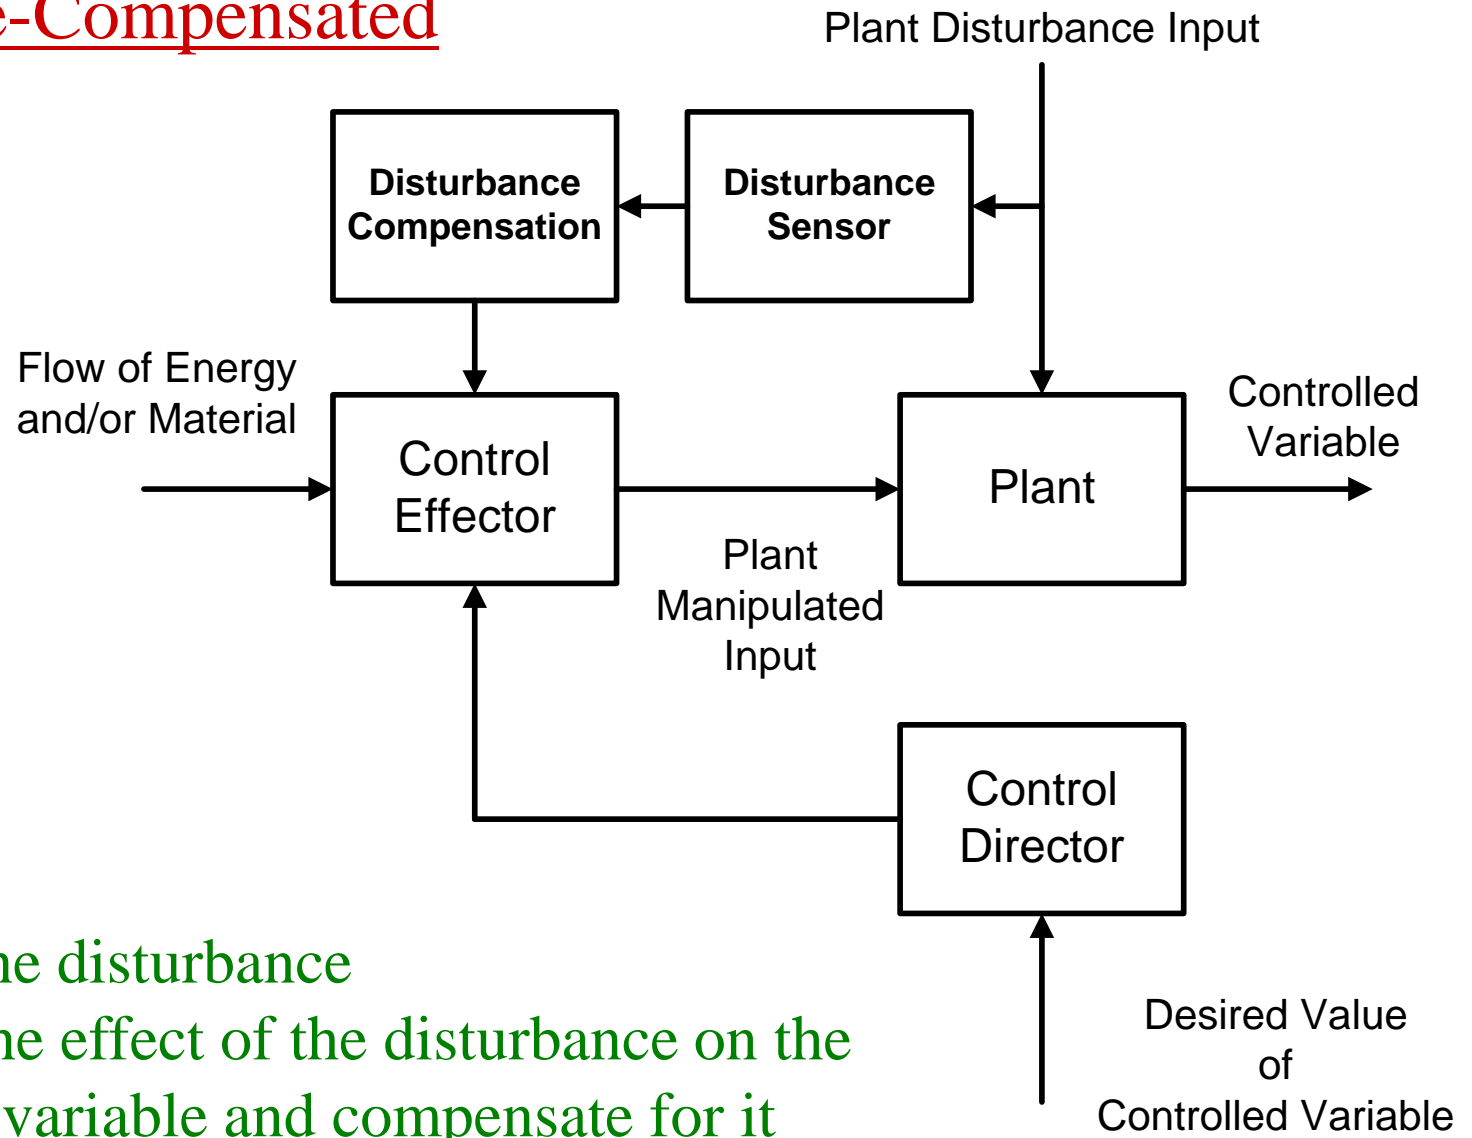 e-Compensated
Plant Disturbance Input
Disturbance
Compensation
Disturbance
Sensor
Flow of Energy
and/or Material
Control
Effector
Plant
Controlled
Variable
Plant
Manipulated
Input
Control
Director
he disturbance
he effect of the disturbance on the
variable and compensate for it
Desired Value
of
Controlled Variable